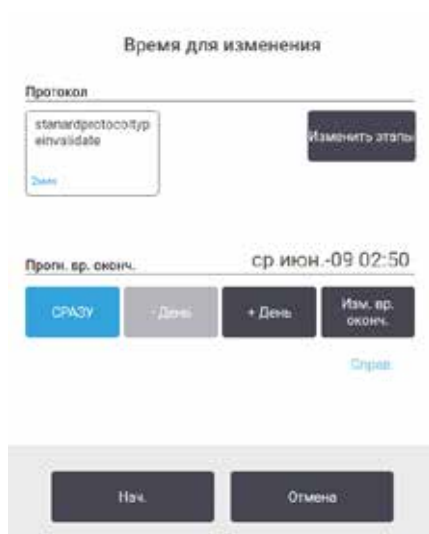 Время для изменения
Протокол
stanardprotocoltyp
einvalidate
Изменить этапы
2мин
Прогн. вр. оконч.
ср июн.-09 02:50
СРАЗУ
- День
+ День
Изм. вр.
оконч.
Справ.
Нач.
Отмена